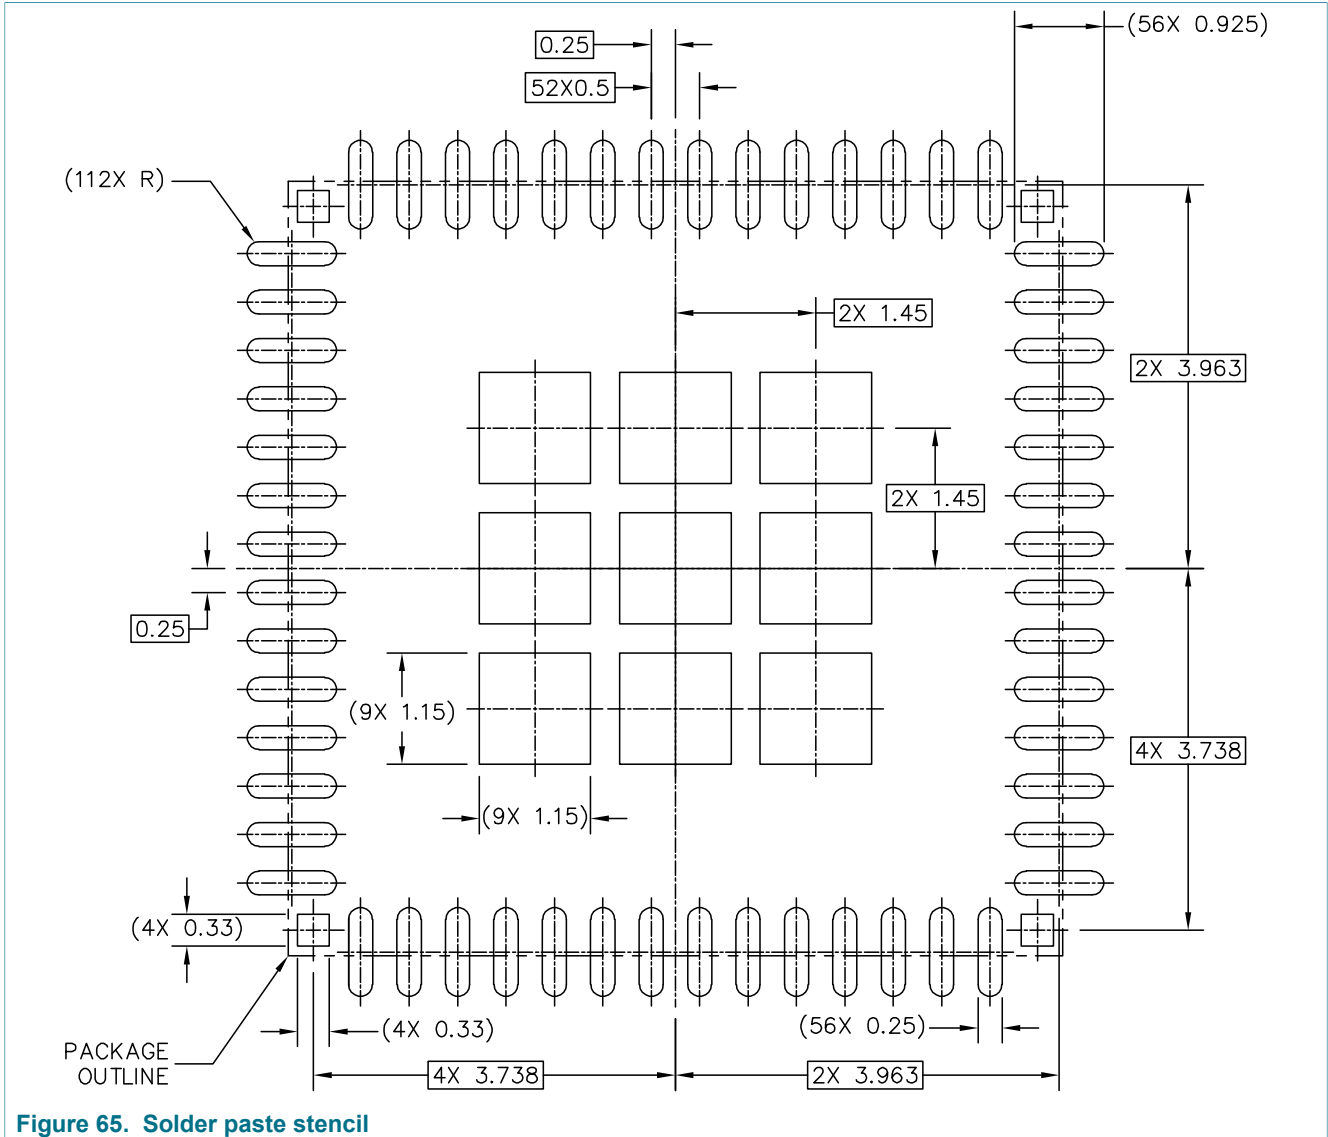 (56X 0.925)
0.25
52X0.5
(112X R)
2X 1.45
2X 3.963
2X 1.45
0.25
(9X 1.15)
4X 3.738
(9X 1.15)
(4X 0.33)
(4X 0.33)
(56X 0.25)
PACKAGE
OUTLINE
4X 3.738
2X 3.963
Figure 65. Solder paste stencil